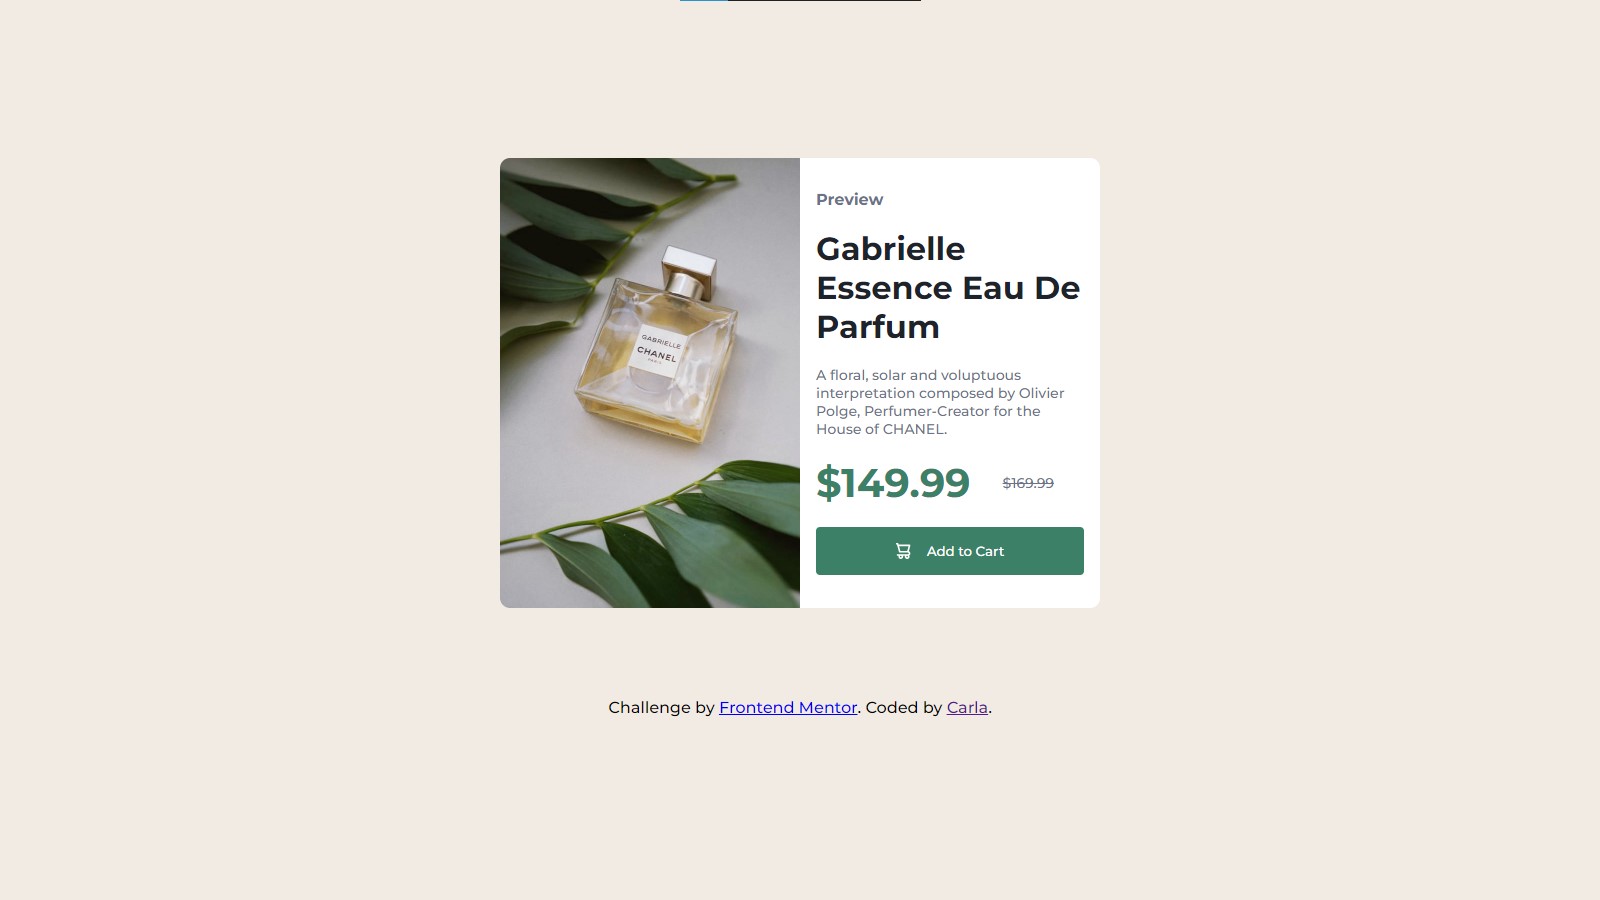 Preview
Gabrielle
Essence Eau De
Parfum
A floral, solar and voluptuous
interpretation composed by Olivier
Polge, Perfumer-Creator for the
House of CHANEL.
$149.99 $169.99
Add to Cart
GABRIELLE
CHANEL
PARIS
Challenge by Frontend Mentor. Coded by Carla.